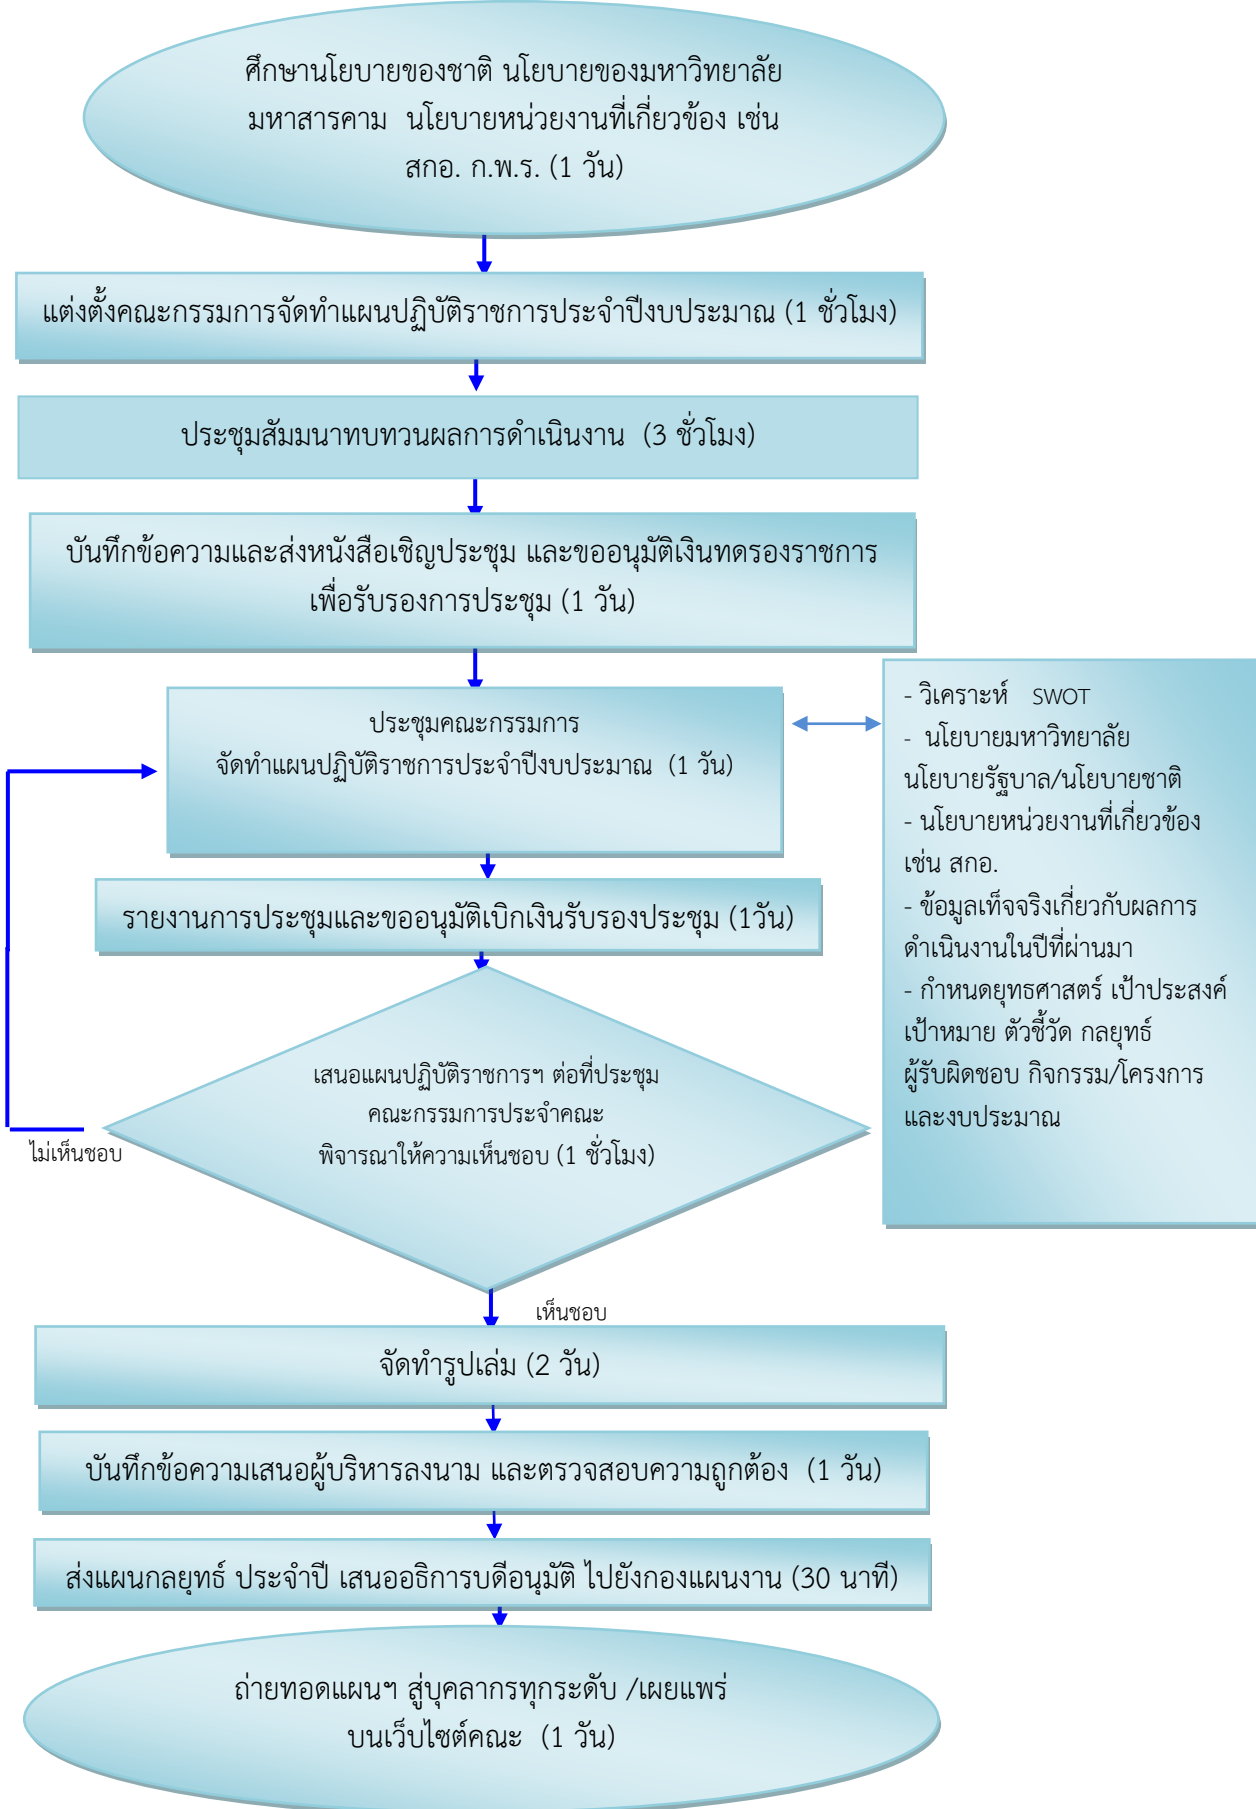 ศึกษานโยบายของชาติ นโยบายของมหาวิทยาลัย
มหาสารคาม นโยบายหน่วยงานที่เกี่ยวข้อง เช่น
สกอ. ก.พ.ร. (1 วัน)
แต่งตั้งคณะกรรมการจัดทำแผนปฏิบัติราชการประจำปีงบประมาณ (1 ชั่วโมง)
ประชุมสัมมนาทบทวนผลการดำเนินงาน (3 ชั่วโมง)
บันทึกข้อความและส่งหนังสือเชิญประชุม และขออนุมัติเงินทดรองราชการ
เพื่อรับรองการประชุม (1 วัน)
ประชุมคณะกรรมการ
จัดทำแผนปฏิบัติราชการประจำปีงบประมาณ (1 วัน)
- วิเคราะห์ SWOT
- นโยบายมหาวิทยาลัย
นโยบายรัฐบาล/นโยบายชาติ
- นโยบายหน่วยงานที่เกี่ยวข้อง
เช่น สกอ.
- ข้อมูลเท็จจริงเกี่ยวกับผลการ
ดำเนินงานในปีที่ผ่านมา
- กำหนดยุทธศาสตร์ เป้าประสงค์
เป้าหมาย ตัวชี้วัด กลยุทธ์
ผู้รับผิดชอบ กิจกรรม/โครงการ
และงบประมาณ
รายงานการประชุมและขออนุมัติเบิกเงินรับรองประชุม (1วัน)
เสนอแผนปฏิบัติราชการฯ ต่อที่ประชุม
คณะกรรมการประจำคณะ
พิจารณาให้ความเห็นชอบ (1 ชั่วโมง)
ไม่เห็นชอบ
เห็นชอบ
จัดทำรูปเล่ม (2 วัน)
บันทึกข้อความเสนอผู้บริหารลงนาม และตรวจสอบความถูกต้อง (1 วัน)
ส่งแผนกลยุทธ์ ประจำปี เสนออธิการบดีอนุมัติ ไปยังกองแผนงาน (30 นาที)
ถ่ายทอดแผนฯ สู่บุคลากรทุกระดับ /เผยแพร่
บนเว็บไซต์คณะ (1 วัน)